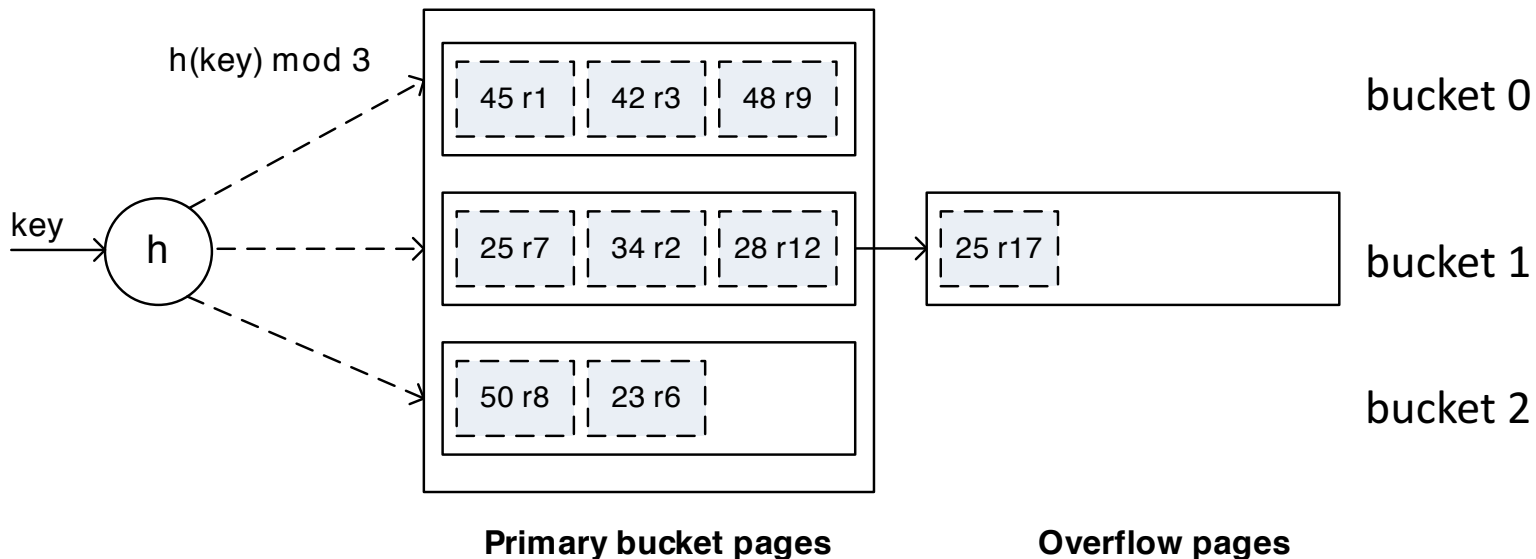 h(key) mod 3
45 r1 42 r3 48 r9 bucket 0
key
h
25 r7 34 r2 28 r12 25 r17 bucket 1
50 r8 23 r6 bucket 2
Primary bucket pages Overflow pages